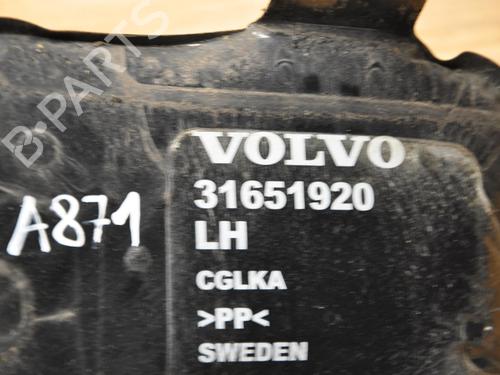 B-PARTS
VOLVO
31651920
A871
LH
CGLKA
>PP<
SWEDEN